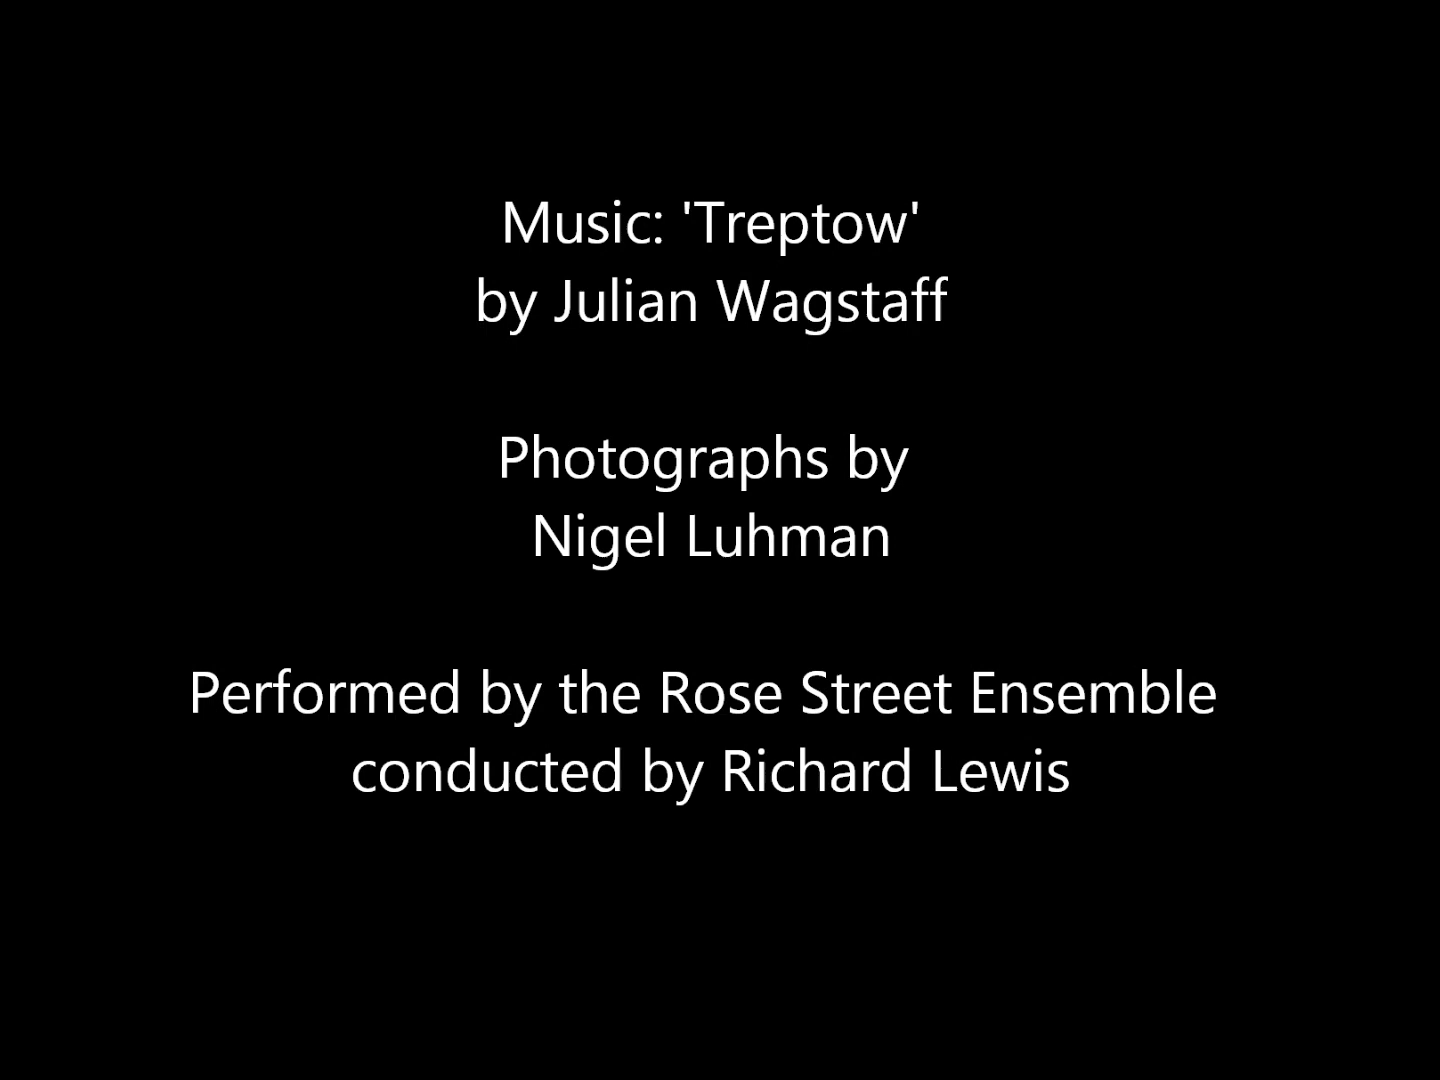 Music: 'Treptow'
by Julian Wagstaff
Photographs by
Nigel Luhman
Performed by the Rose Street Ensemble
conducted by Richard Lewis